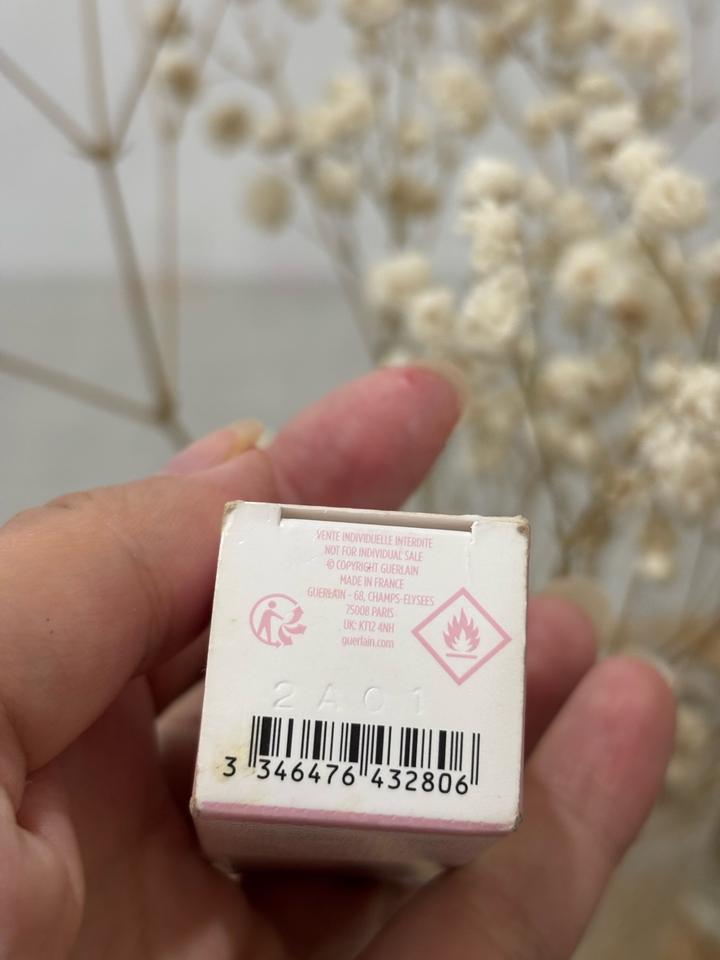 VENTE INDIVIDUELLE INTERDITE
NOT FOR INDIVIDUAL SALE
© COPYRIGHT GUERLAIN
MADE IN FRANCE
GUERLAIN - 68, CHAMPS-ELYSEES
75008 PARIS
UK: KT12 4NH
guerlain.com
2A01
3 346476 432806